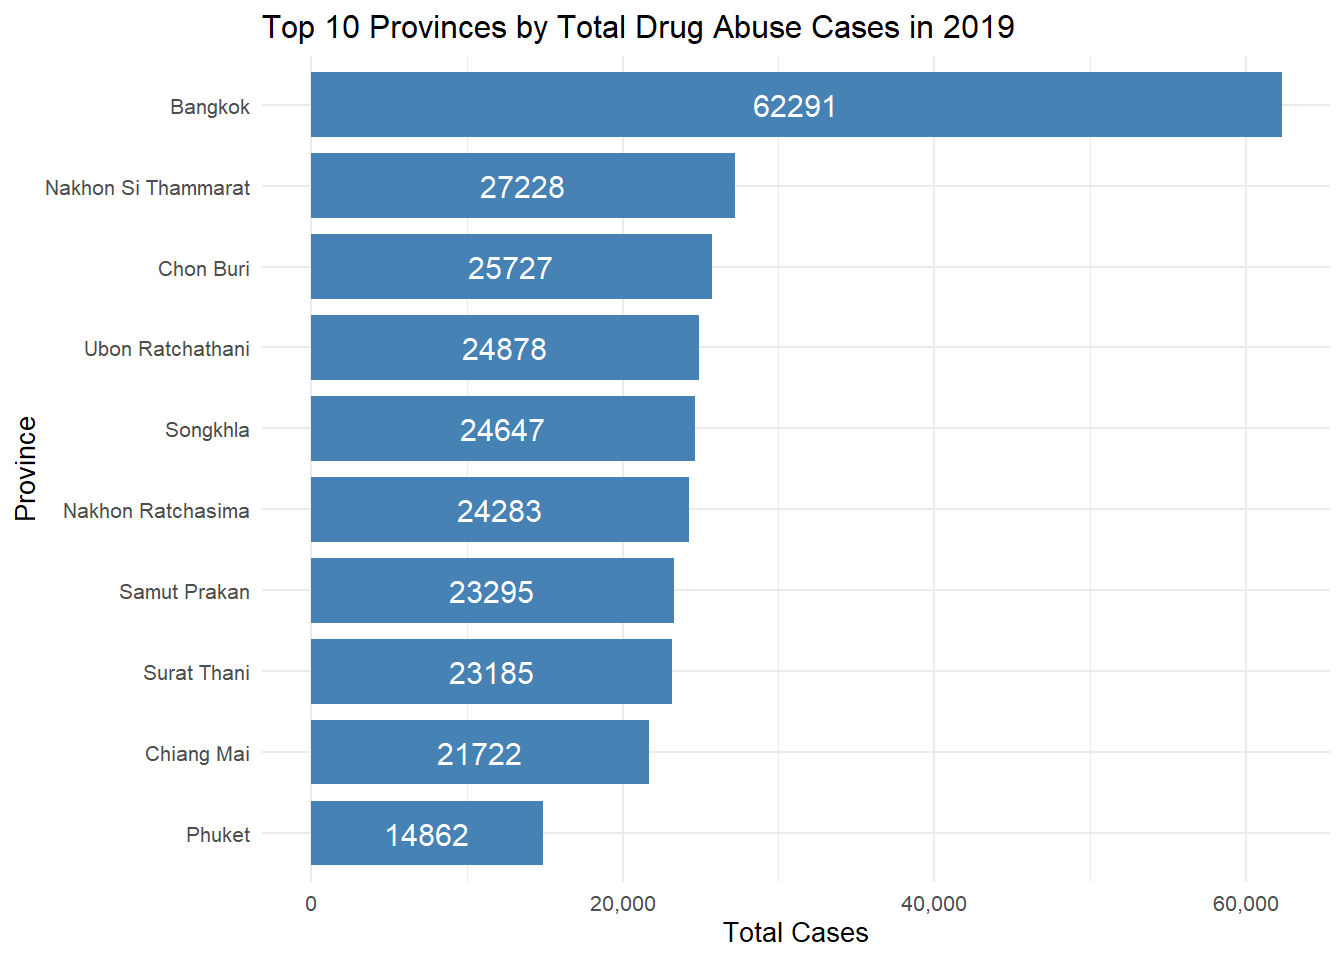 Top 10 Provinces by Total Drug Abuse Cases in 2019
Province
Bangkok 62291
Nakhon Si Thammarat 27228
Chon Buri 25727
Ubon Ratchathani 24878
Songkhla 24647
Nakhon Ratchasima 24283
Samut Prakan 23295
Surat Thani 23185
Chiang Mai 21722
Phuket 14862
0 20,000 40,000 60,000
Total Cases